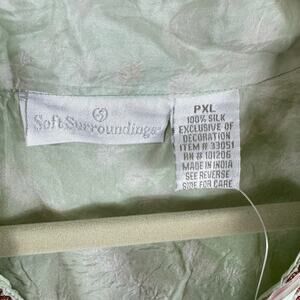 Soft Surroundings
PXL
100% SILK
EXCLUSIVE OF
DECORATION
ITEM # 33051
RN # 101206
MADE IN INDIA
SEE REVERSE
SIDE FOR CARE